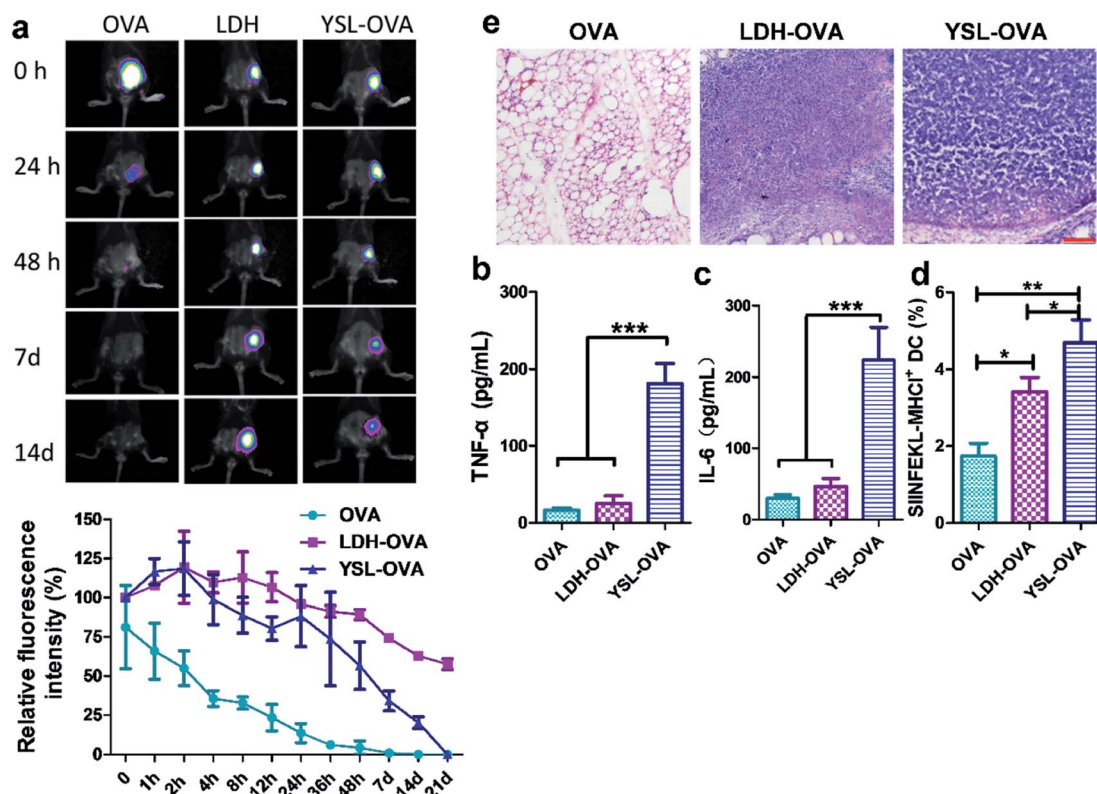 a
OVA LDH YSL-OVA
0 h
24 h
48 h
7d
14d
Relative fluorescence
intensity (%)
150
125
100
75
50
25
0
OVA
LDH-OVA
YSL-OVA
0 1h 2h 4h 8h 12h 24h 36h 48h 7d 14d 21d
e
OVA LDH-OVA YSL-OVA
b
TNF-α (pg/mL)
300
200
100
0
***
OVA LDH-OVA YSL-OVA
c
IL-6 (pg/mL)
300
200
100
0
***
OVA LDH-OVA YSL-OVA
d
SIINFEKL-MHCI⁺ DC (%)
6
4
2
0
**
*
*
OVA LDH-OVA YSL-OVA